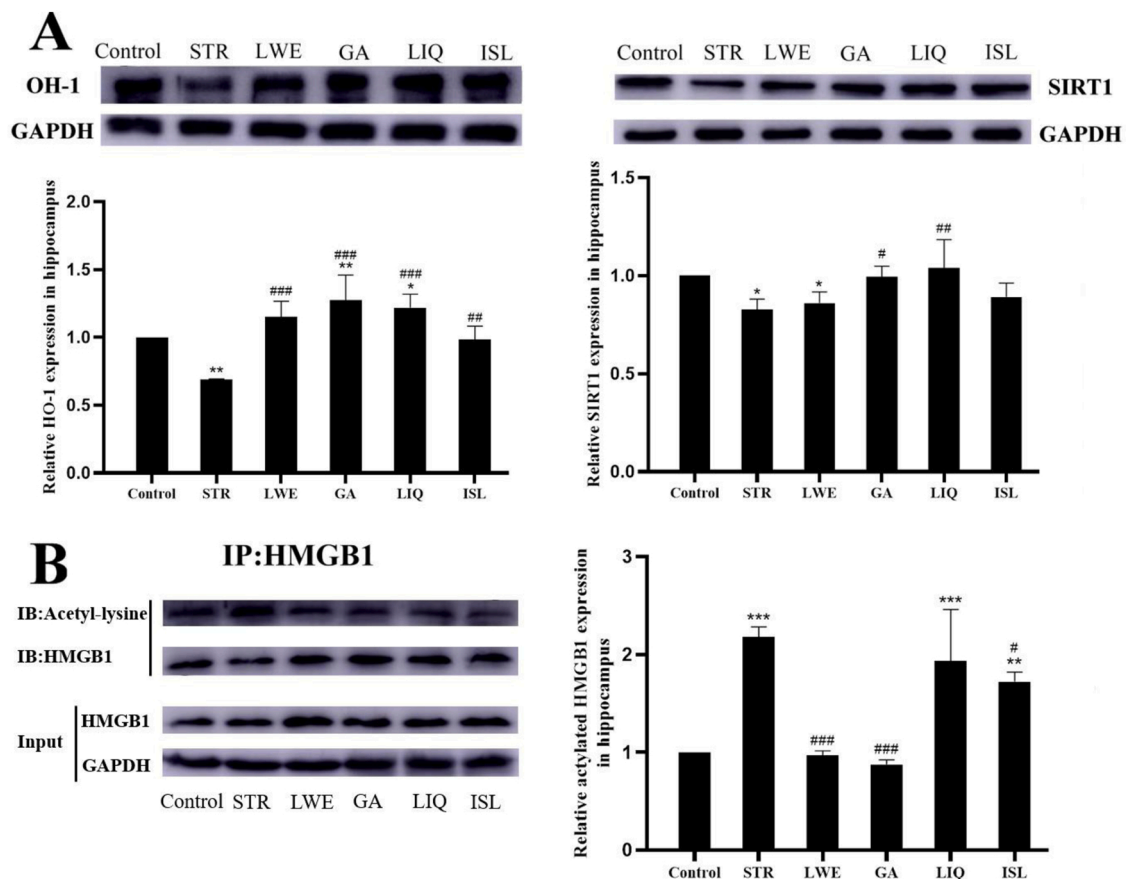 A
Control STR LWE GA LIQ ISL
OH-1
GAPDH
Control STR LWE GA LIQ ISL
SIRT1
GAPDH
Relative HO-1 expression in hippocampus
2.0
1.5
1.0
0.5
0.0
**
###
###
**
###
*
##
Control STR LWE GA LIQ ISL
Relative SIRT1 expression in hippocampus
1.5
1.0
0.5
0.0
*
*
#
##
Control STR LWE GA LIQ ISL
B
IP:HMGB1
IB:Acetyl-lysine
IB:HMGB1
Input
HMGB1
GAPDH
Control STR LWE GA LIQ ISL
Relative actylated HMGB1 expression
in hippocampus
3
2
1
0
***
###
###
***
#
**
Control STR LWE GA LIQ ISL